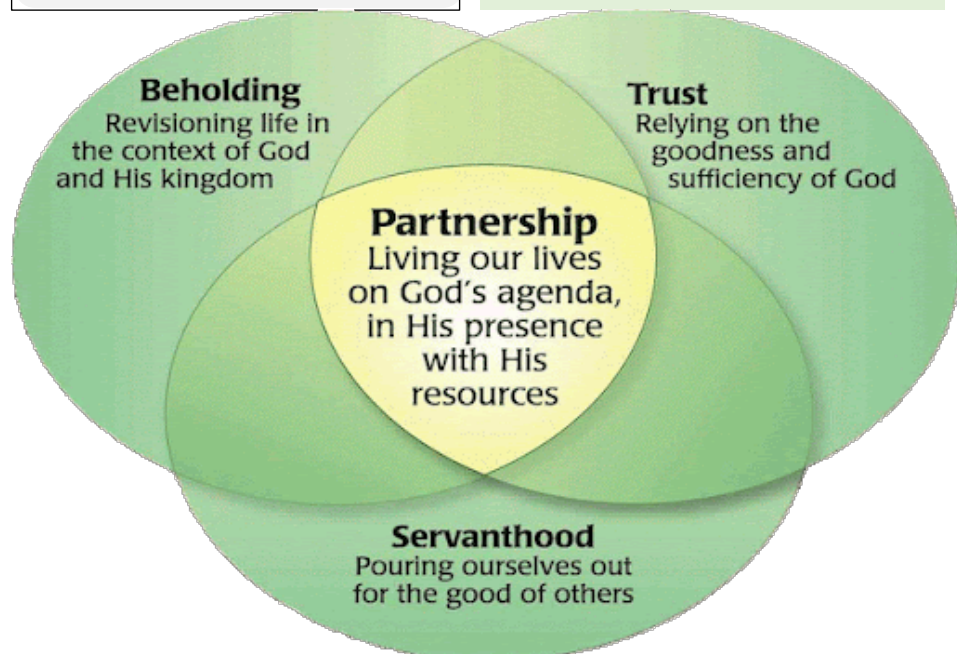 Beholding
Revisioning life in
the context of God
and His kingdom
Trust
Relying on the
goodness and
sufficiency of God
Partnership
Living our lives
on God's agenda,
in His presence
with His
resources
Servanthood
Pouring ourselves out
for the good of others